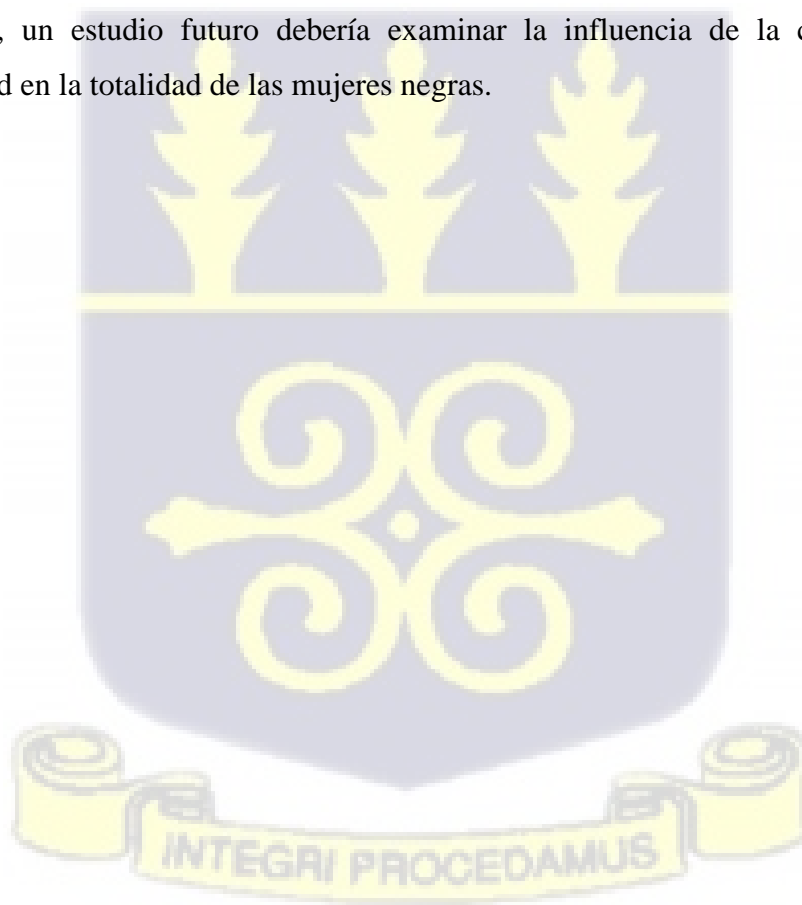 , un estudio futuro debería examinar la influencia de la
en la totalidad de las mujeres negras.
INTEGRI PROCEDAMUS